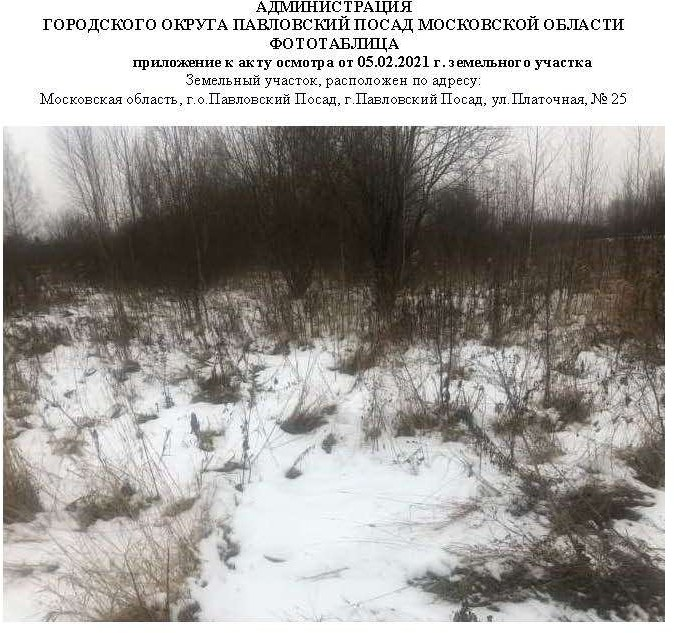 АДМИНИСТРАЦИЯ
ГОРОДСКОГО ОКРУГА ПАВЛОВСКИЙ ПОСАД МОСКОВСКОЙ ОБЛАСТИ
ФОТОТАБЛИЦА
приложение к акту осмотра от 05.02.2021 г. земельного участка
Земельный участок, расположен по адресу:
Московская область, г.о.Павловский Посад, г.Павловский Посад, ул.Платочная, № 25